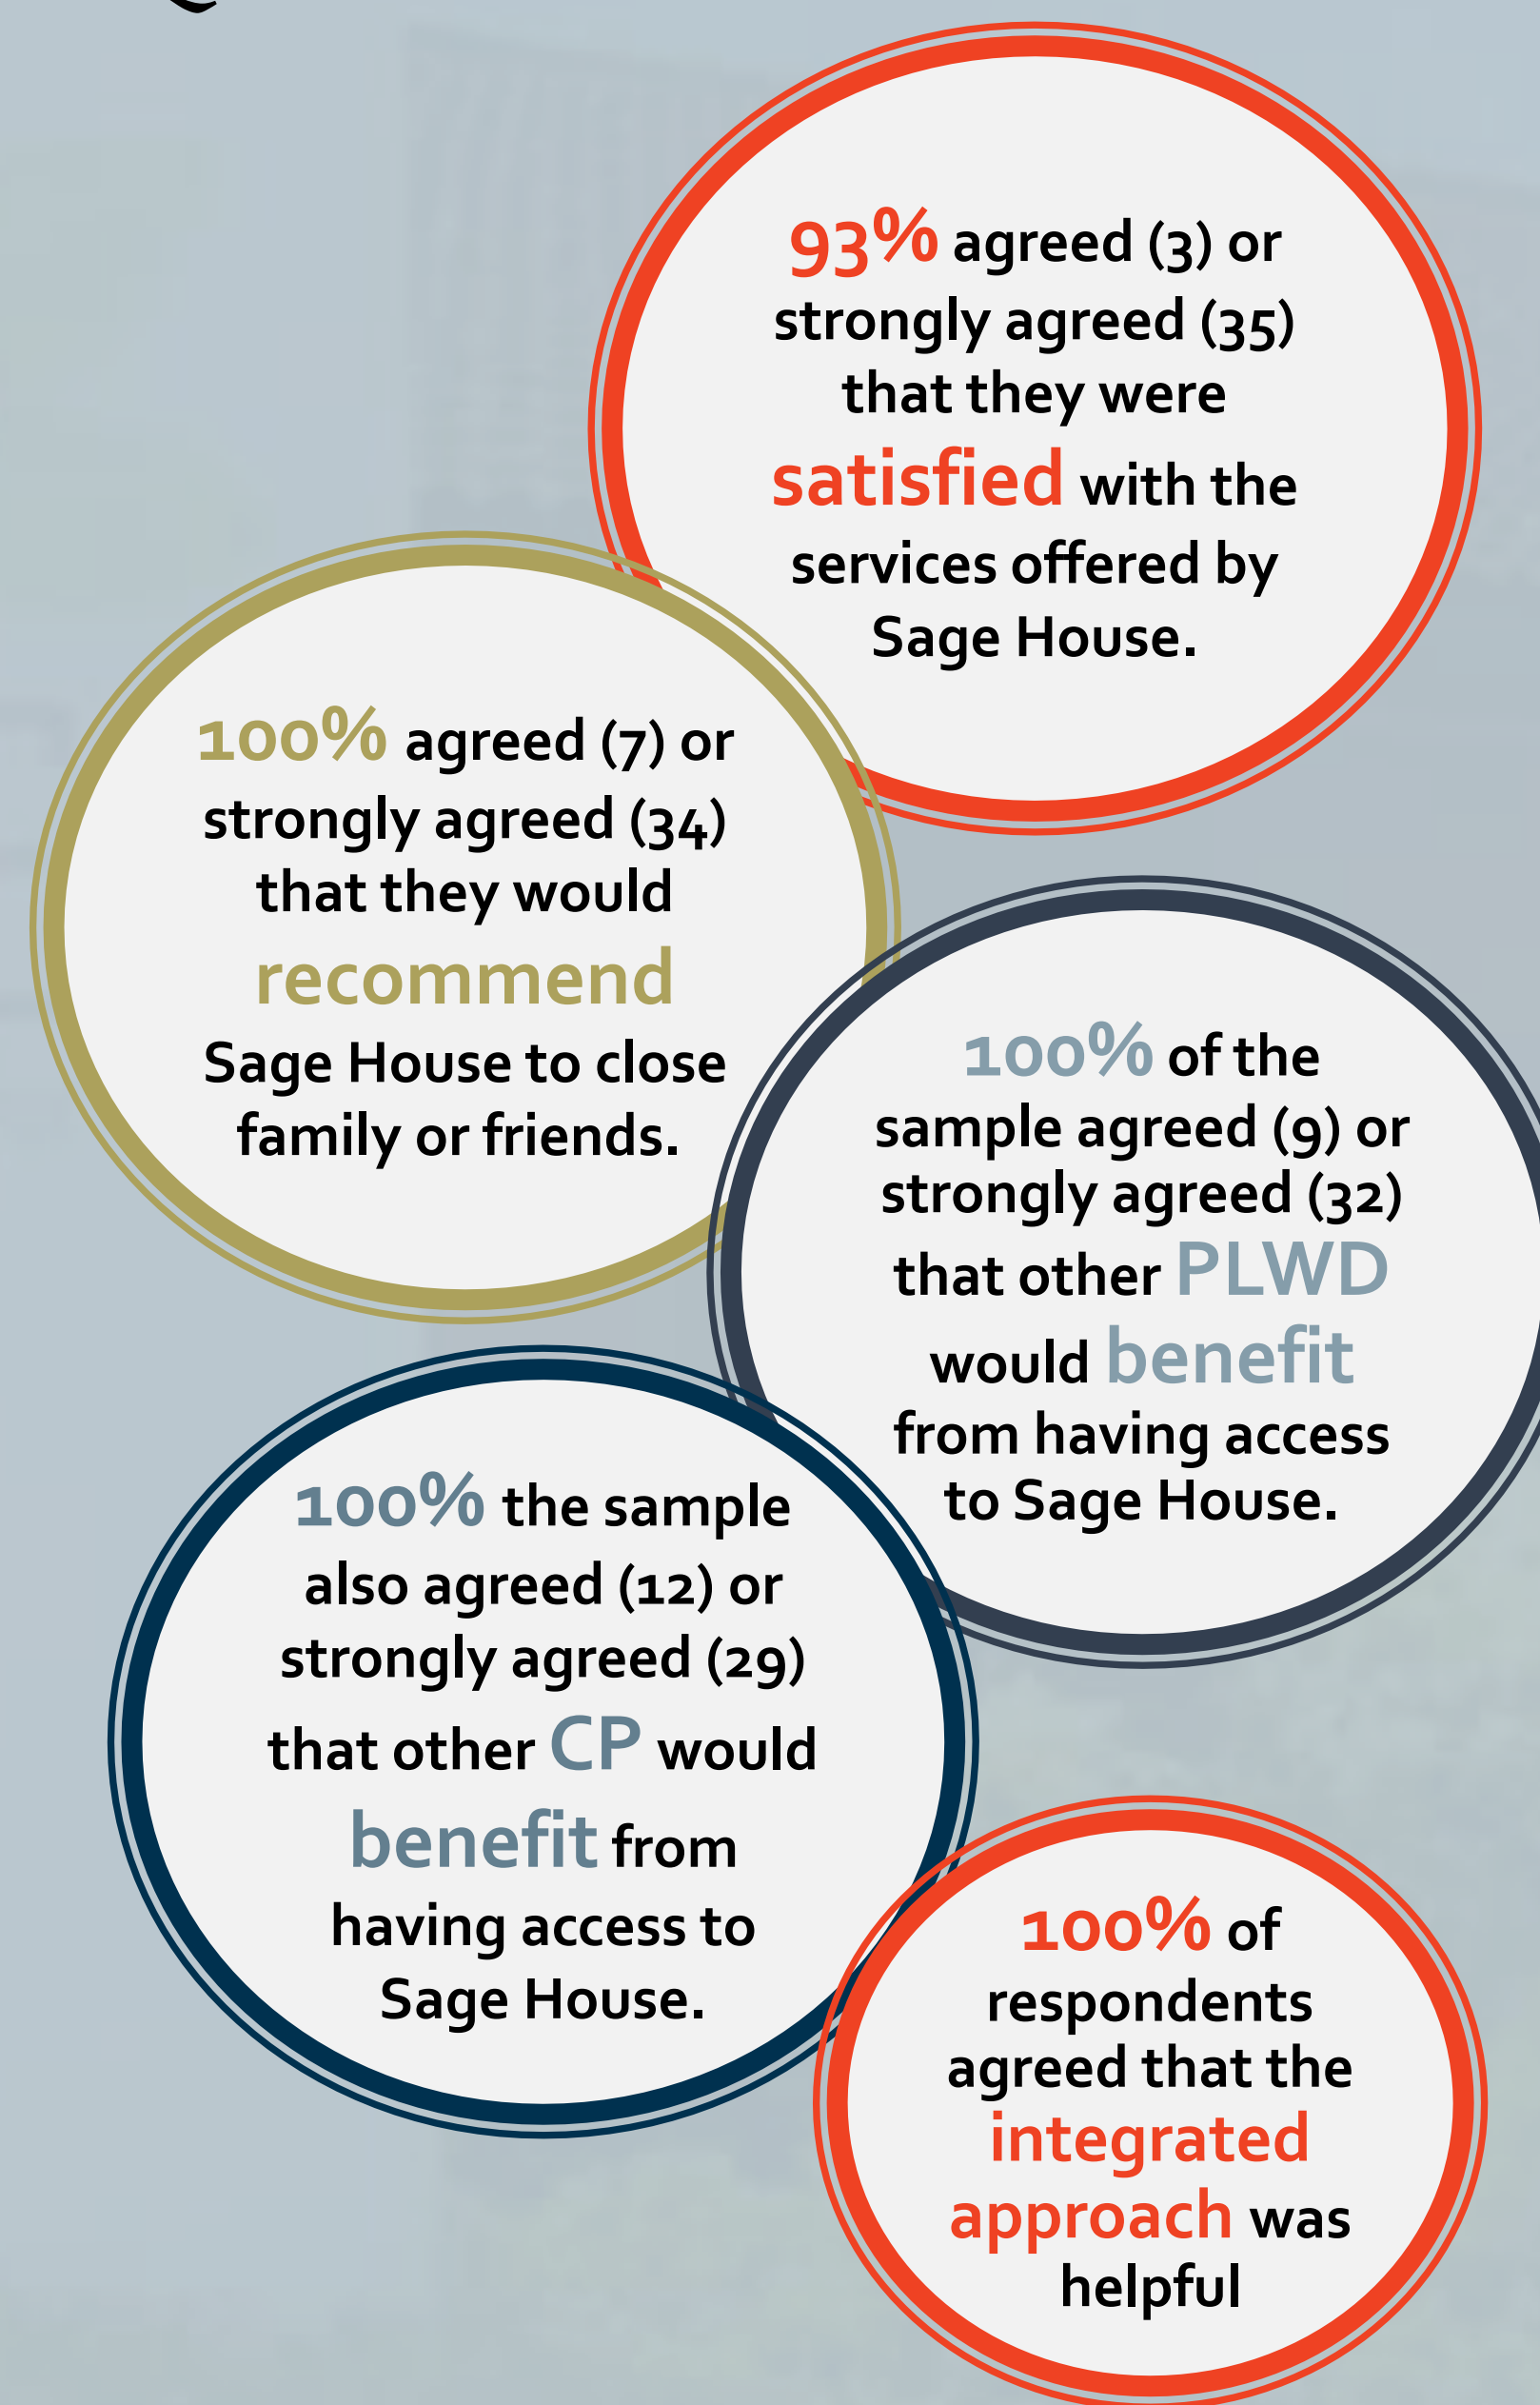 93% agreed (3) or
strongly agreed (35)
that they were
satisfied with the
services offered by
Sage House.
100% agreed (7) or
strongly agreed (34)
that they would
recommend
Sage House to close
family or friends.
100% of the
sample agreed (9) or
strongly agreed (32)
that other PLWD
would benefit
from having access
to Sage House.
100% the sample
also agreed (12) or
strongly agreed (29)
that other CP would
benefit from
having access to
Sage House.
100% of
respondents
agreed that the
integrated
approach was
helpful